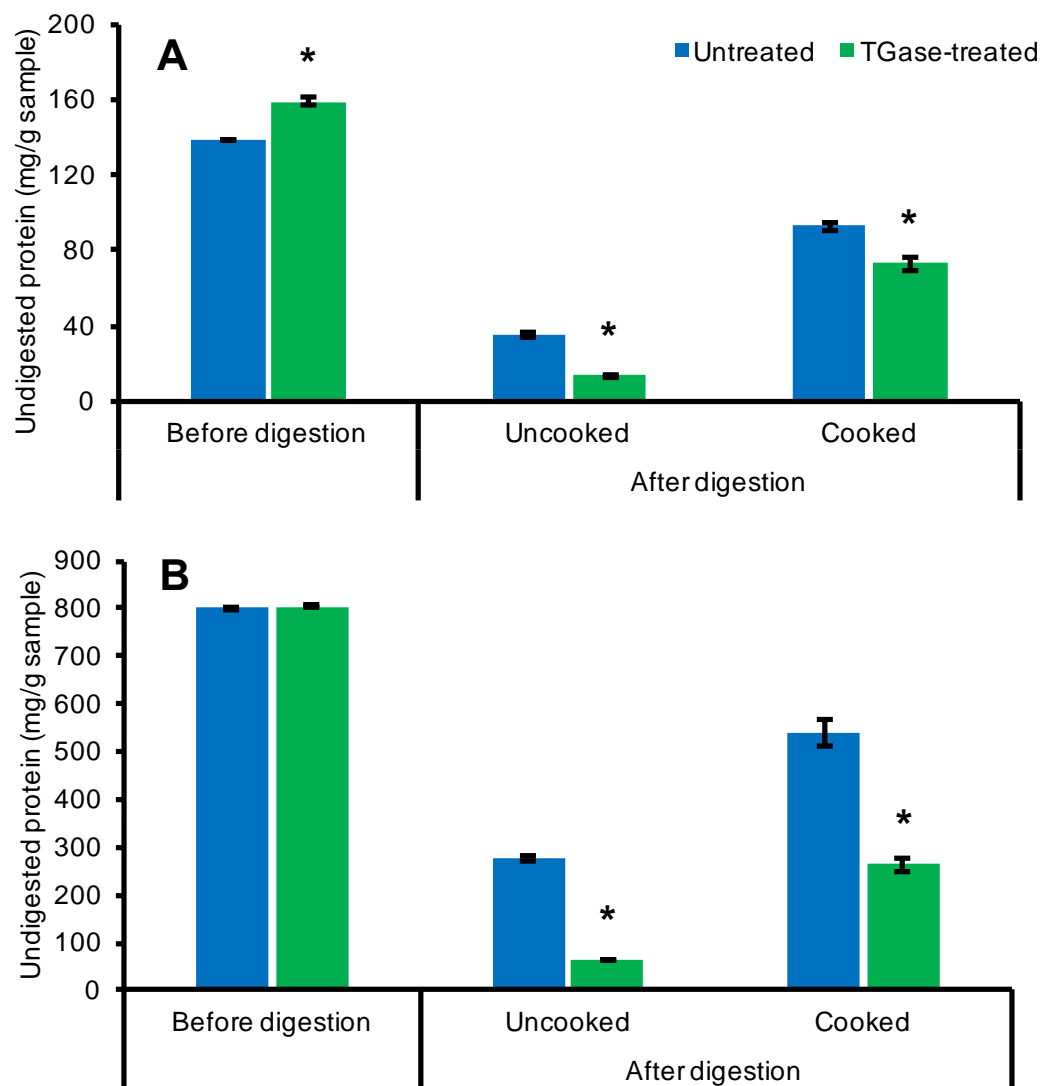 A
*
Untreated
TGase-treated
Undigested protein (mg/g sample)
200
160
120
80
40
0
*
*
Before digestion
Uncooked
Cooked
After digestion
B
Undigested protein (mg/g sample)
900
800
700
600
500
400
300
200
100
0
*
*
Before digestion
Uncooked
Cooked
After digestion